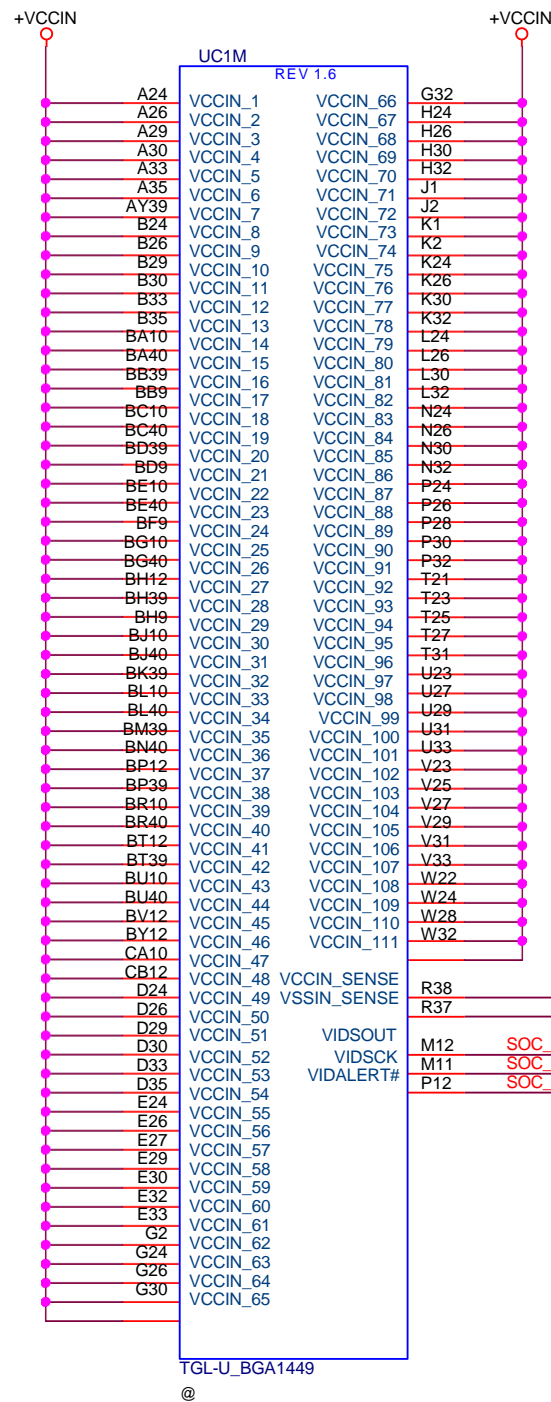 +VCCIN +VCCIN
UC1M
REV 1.6
A24 VCCIN_1 VCCIN_66 G32
A26 VCCIN_2 VCCIN_67 H24
A29 VCCIN_3 VCCIN_68 H26
A30 VCCIN_4 VCCIN_69 H30
A33 VCCIN_5 VCCIN_70 H32
A35 VCCIN_6 VCCIN_71 J1
AY39 VCCIN_7 VCCIN_72 J2
B24 VCCIN_8 VCCIN_73 K1
B26 VCCIN_9 VCCIN_74 K2
B29 VCCIN_10 VCCIN_75 K24
B30 VCCIN_11 VCCIN_76 K26
B33 VCCIN_12 VCCIN_77 K30
B35 VCCIN_13 VCCIN_78 K32
BA10 VCCIN_14 VCCIN_79 L24
BA40 VCCIN_15 VCCIN_80 L26
BB39 VCCIN_16 VCCIN_81 L30
BB9 VCCIN_17 VCCIN_82 L32
BC10 VCCIN_18 VCCIN_83 N24
BC40 VCCIN_19 VCCIN_84 N26
BD39 VCCIN_20 VCCIN_85 N30
BD9 VCCIN_21 VCCIN_86 N32
BE10 VCCIN_22 VCCIN_87 P24
BE40 VCCIN_23 VCCIN_88 P26
BF9 VCCIN_24 VCCIN_89 P28
BG10 VCCIN_25 VCCIN_90 P30
BG40 VCCIN_26 VCCIN_91 P32
BH12 VCCIN_27 VCCIN_92 T21
BH39 VCCIN_28 VCCIN_93 T23
BH9 VCCIN_29 VCCIN_94 T25
BJ10 VCCIN_30 VCCIN_95 T27
BJ40 VCCIN_31 VCCIN_96 T31
BK39 VCCIN_32 VCCIN_97 U23
BL10 VCCIN_33 VCCIN_98 U27
BL40 VCCIN_34 VCCIN_99 U29
BM39 VCCIN_35 VCCIN_100 U31
BN40 VCCIN_36 VCCIN_101 U33
BP12 VCCIN_37 VCCIN_102 V23
BP39 VCCIN_38 VCCIN_103 V25
BR10 VCCIN_39 VCCIN_104 V27
BR40 VCCIN_40 VCCIN_105 V29
BT12 VCCIN_41 VCCIN_106 V31
BT39 VCCIN_42 VCCIN_107 V33
BU10 VCCIN_43 VCCIN_108 W22
BU40 VCCIN_44 VCCIN_109 W24
BV12 VCCIN_45 VCCIN_110 W28
BY12 VCCIN_46 VCCIN_111 W32
CA10 VCCIN_47
CB12 VCCIN_48 VCCIN_SENSE R38
D24 VCCIN_49 VSSIN_SENSE R37
D26 VCCIN_50
D29 VCCIN_51 VIDSOUT M12 SOC_
D30 VCCIN_52 VIDSCK M11 SOC_
D33 VCCIN_53 VIDALERT# P12 SOC_
D35 VCCIN_54
E24 VCCIN_55
E26 VCCIN_56
E27 VCCIN_57
E29 VCCIN_58
E30 VCCIN_59
E32 VCCIN_60
E33 VCCIN_61
G2 VCCIN_62
G24 VCCIN_63
G26 VCCIN_64
G30 VCCIN_65
TGL-U_BGA1449
@